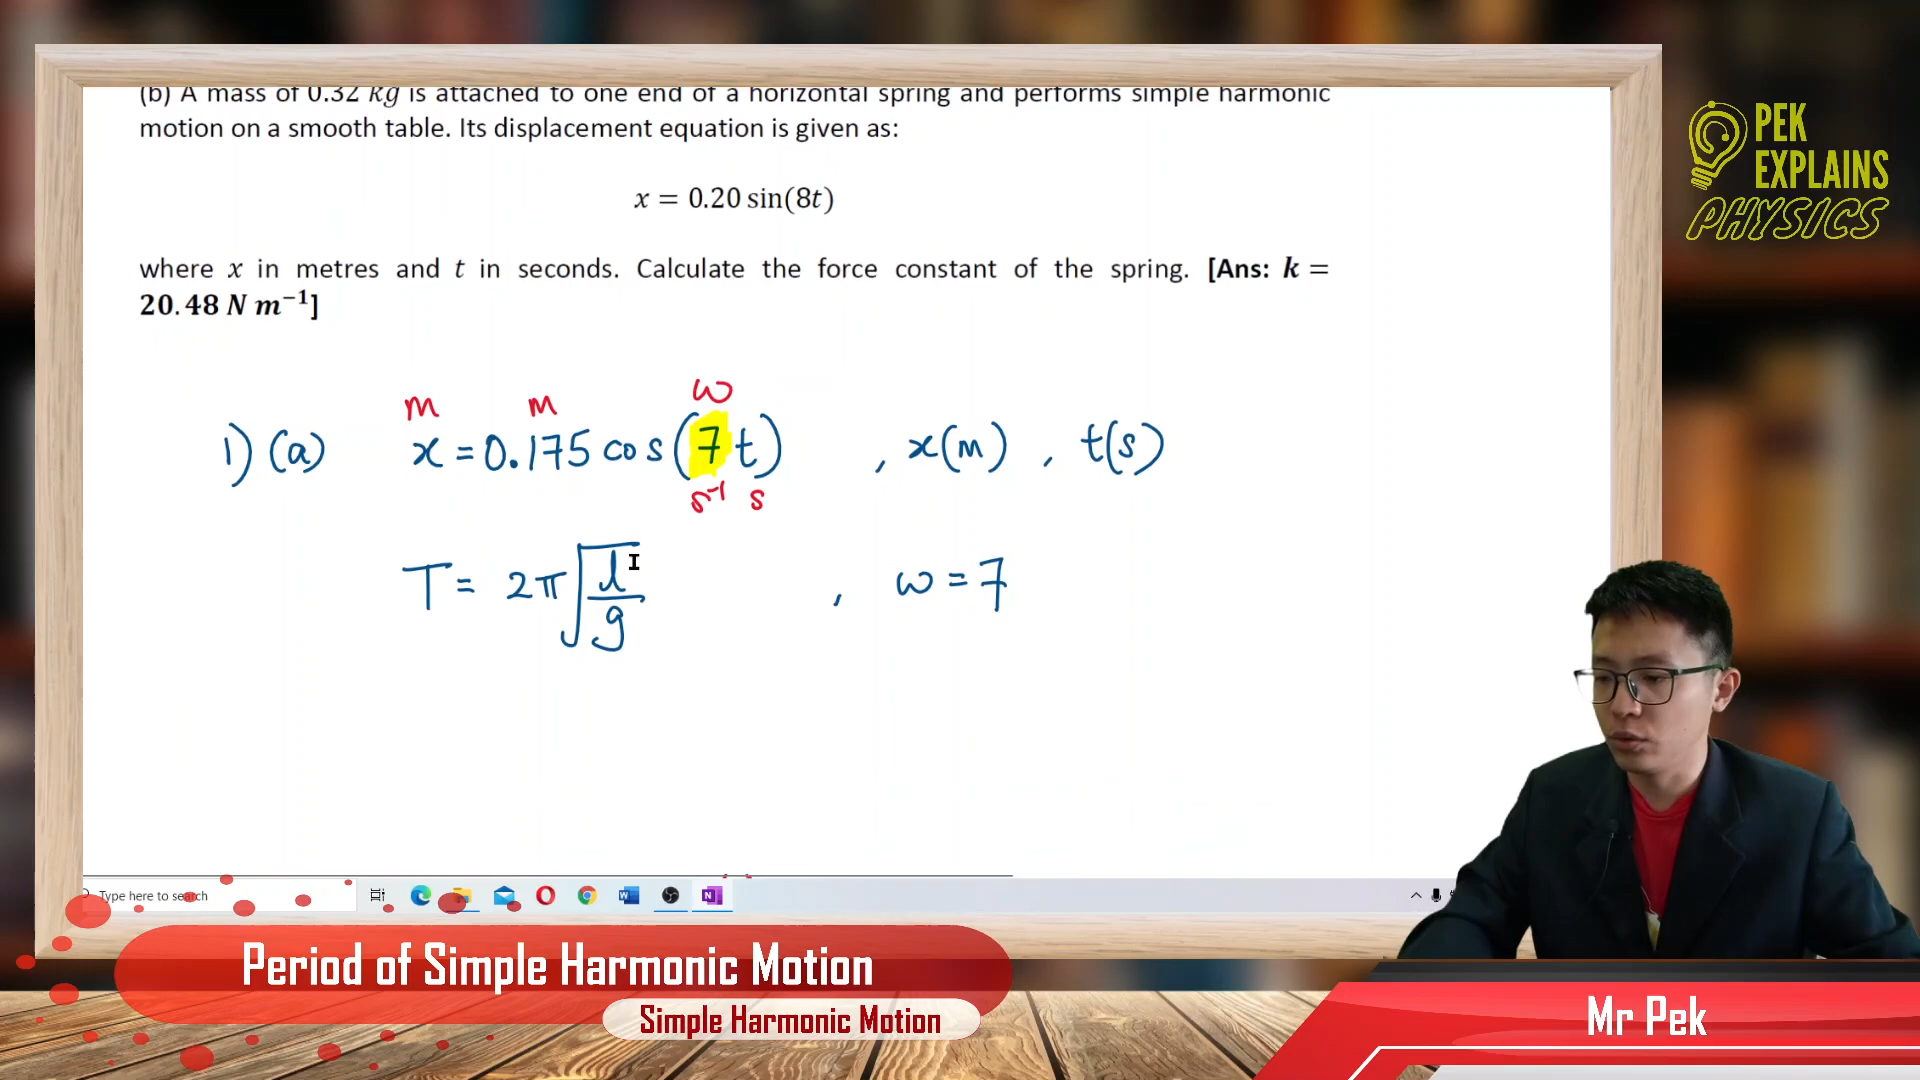 (b) A mass of 0.32 kg is attached to one end of a horizontal spring and performs simple harmonic
motion on a smooth table. Its displacement equation is given as:
x = 0.20 sin(8t)
where x in metres and t in seconds. Calculate the force constant of the spring. [Ans: k =
20.48 N m⁻¹]
m m ω
1) (a) x = 0.175 cos (7t) , x(m) , t(s)
s⁻¹ s
T = 2π√(l/g) , ω = 7
PEK
EXPLAINS
PHYSICS
Type here to search
Period of Simple Harmonic Motion
Simple Harmonic Motion
Mr Pek